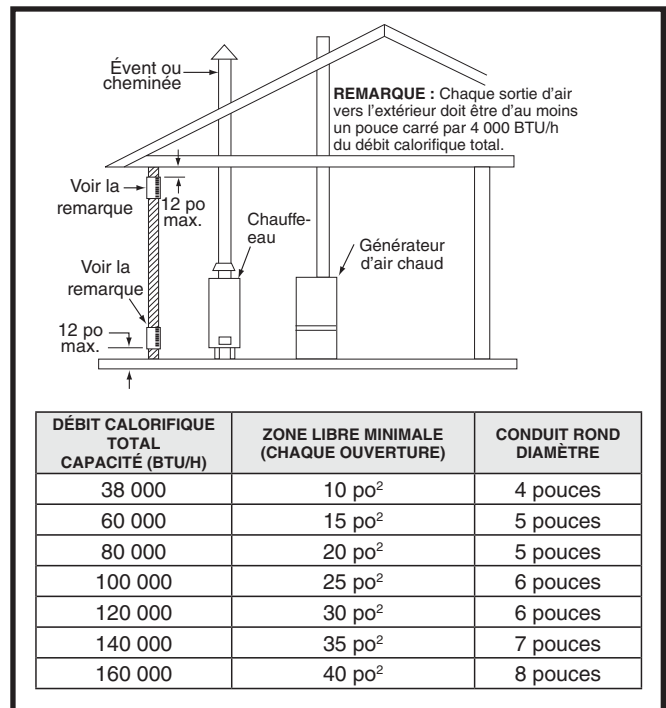 Évent ou
cheminée
REMARQUE : Chaque sortie d'air
vers l'extérieur doit être d'au moins
un pouce carré par 4 000 BTU/h
du débit calorifique total.
Voir la
remarque
12 po
max.
Chauffe-
eau
Générateur
d'air chaud
Voir la
remarque
12 po
max.
DÉBIT CALORIFIQUE
TOTAL
CAPACITÉ (BTU/H)
ZONE LIBRE MINIMALE
(CHAQUE OUVERTURE)
CONDUIT ROND
DIAMÈTRE
38 000 10 po² 4 pouces
60 000 15 po² 5 pouces
80 000 20 po² 5 pouces
100 000 25 po² 6 pouces
120 000 30 po² 6 pouces
140 000 35 po² 7 pouces
160 000 40 po² 8 pouces